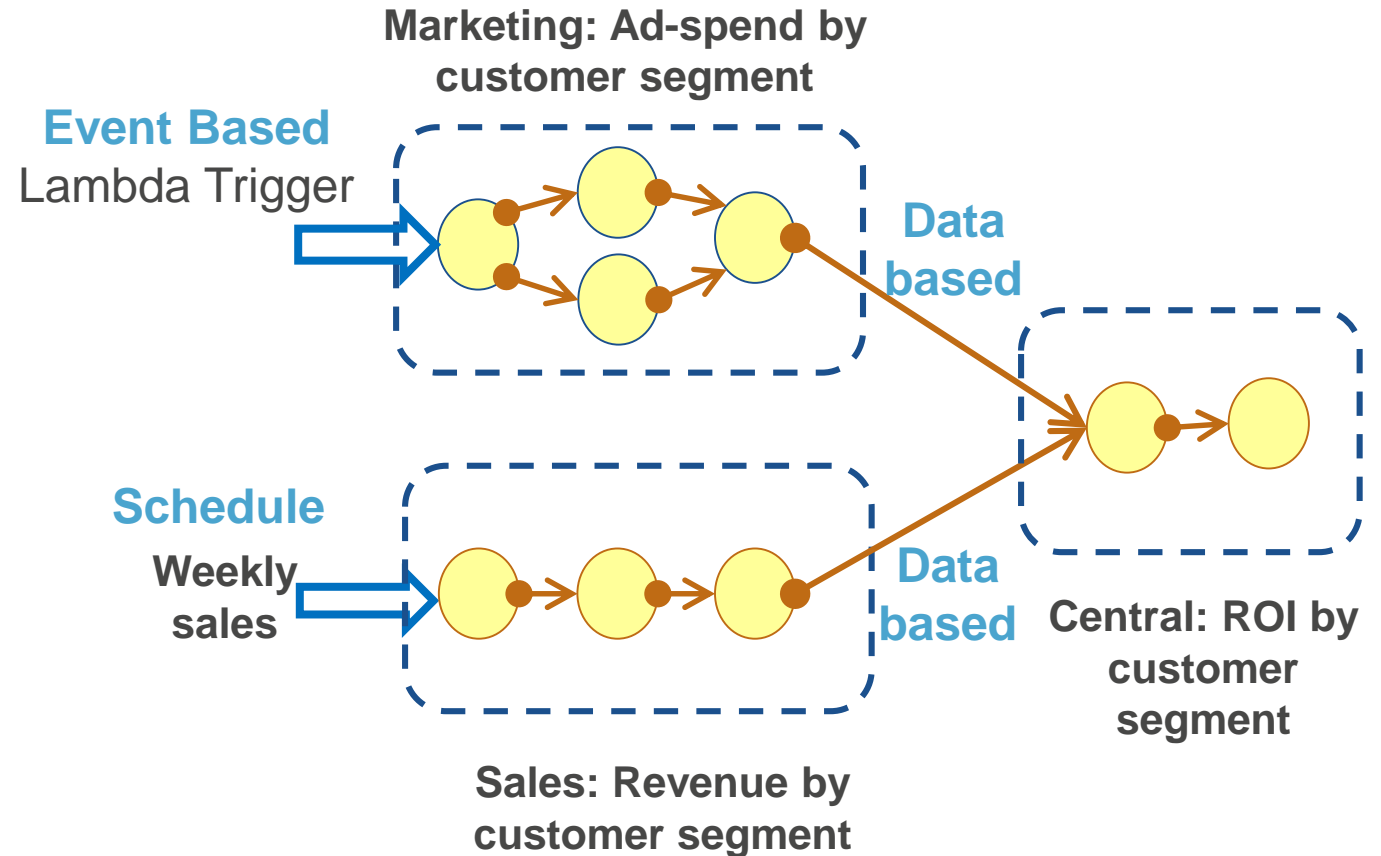 Marketing: Ad-spend by
customer segment
Event Based
Lambda Trigger
Data
based
Schedule
Weekly
sales
Data
based
Central: ROI by
customer
segment
Sales: Revenue by
customer segment